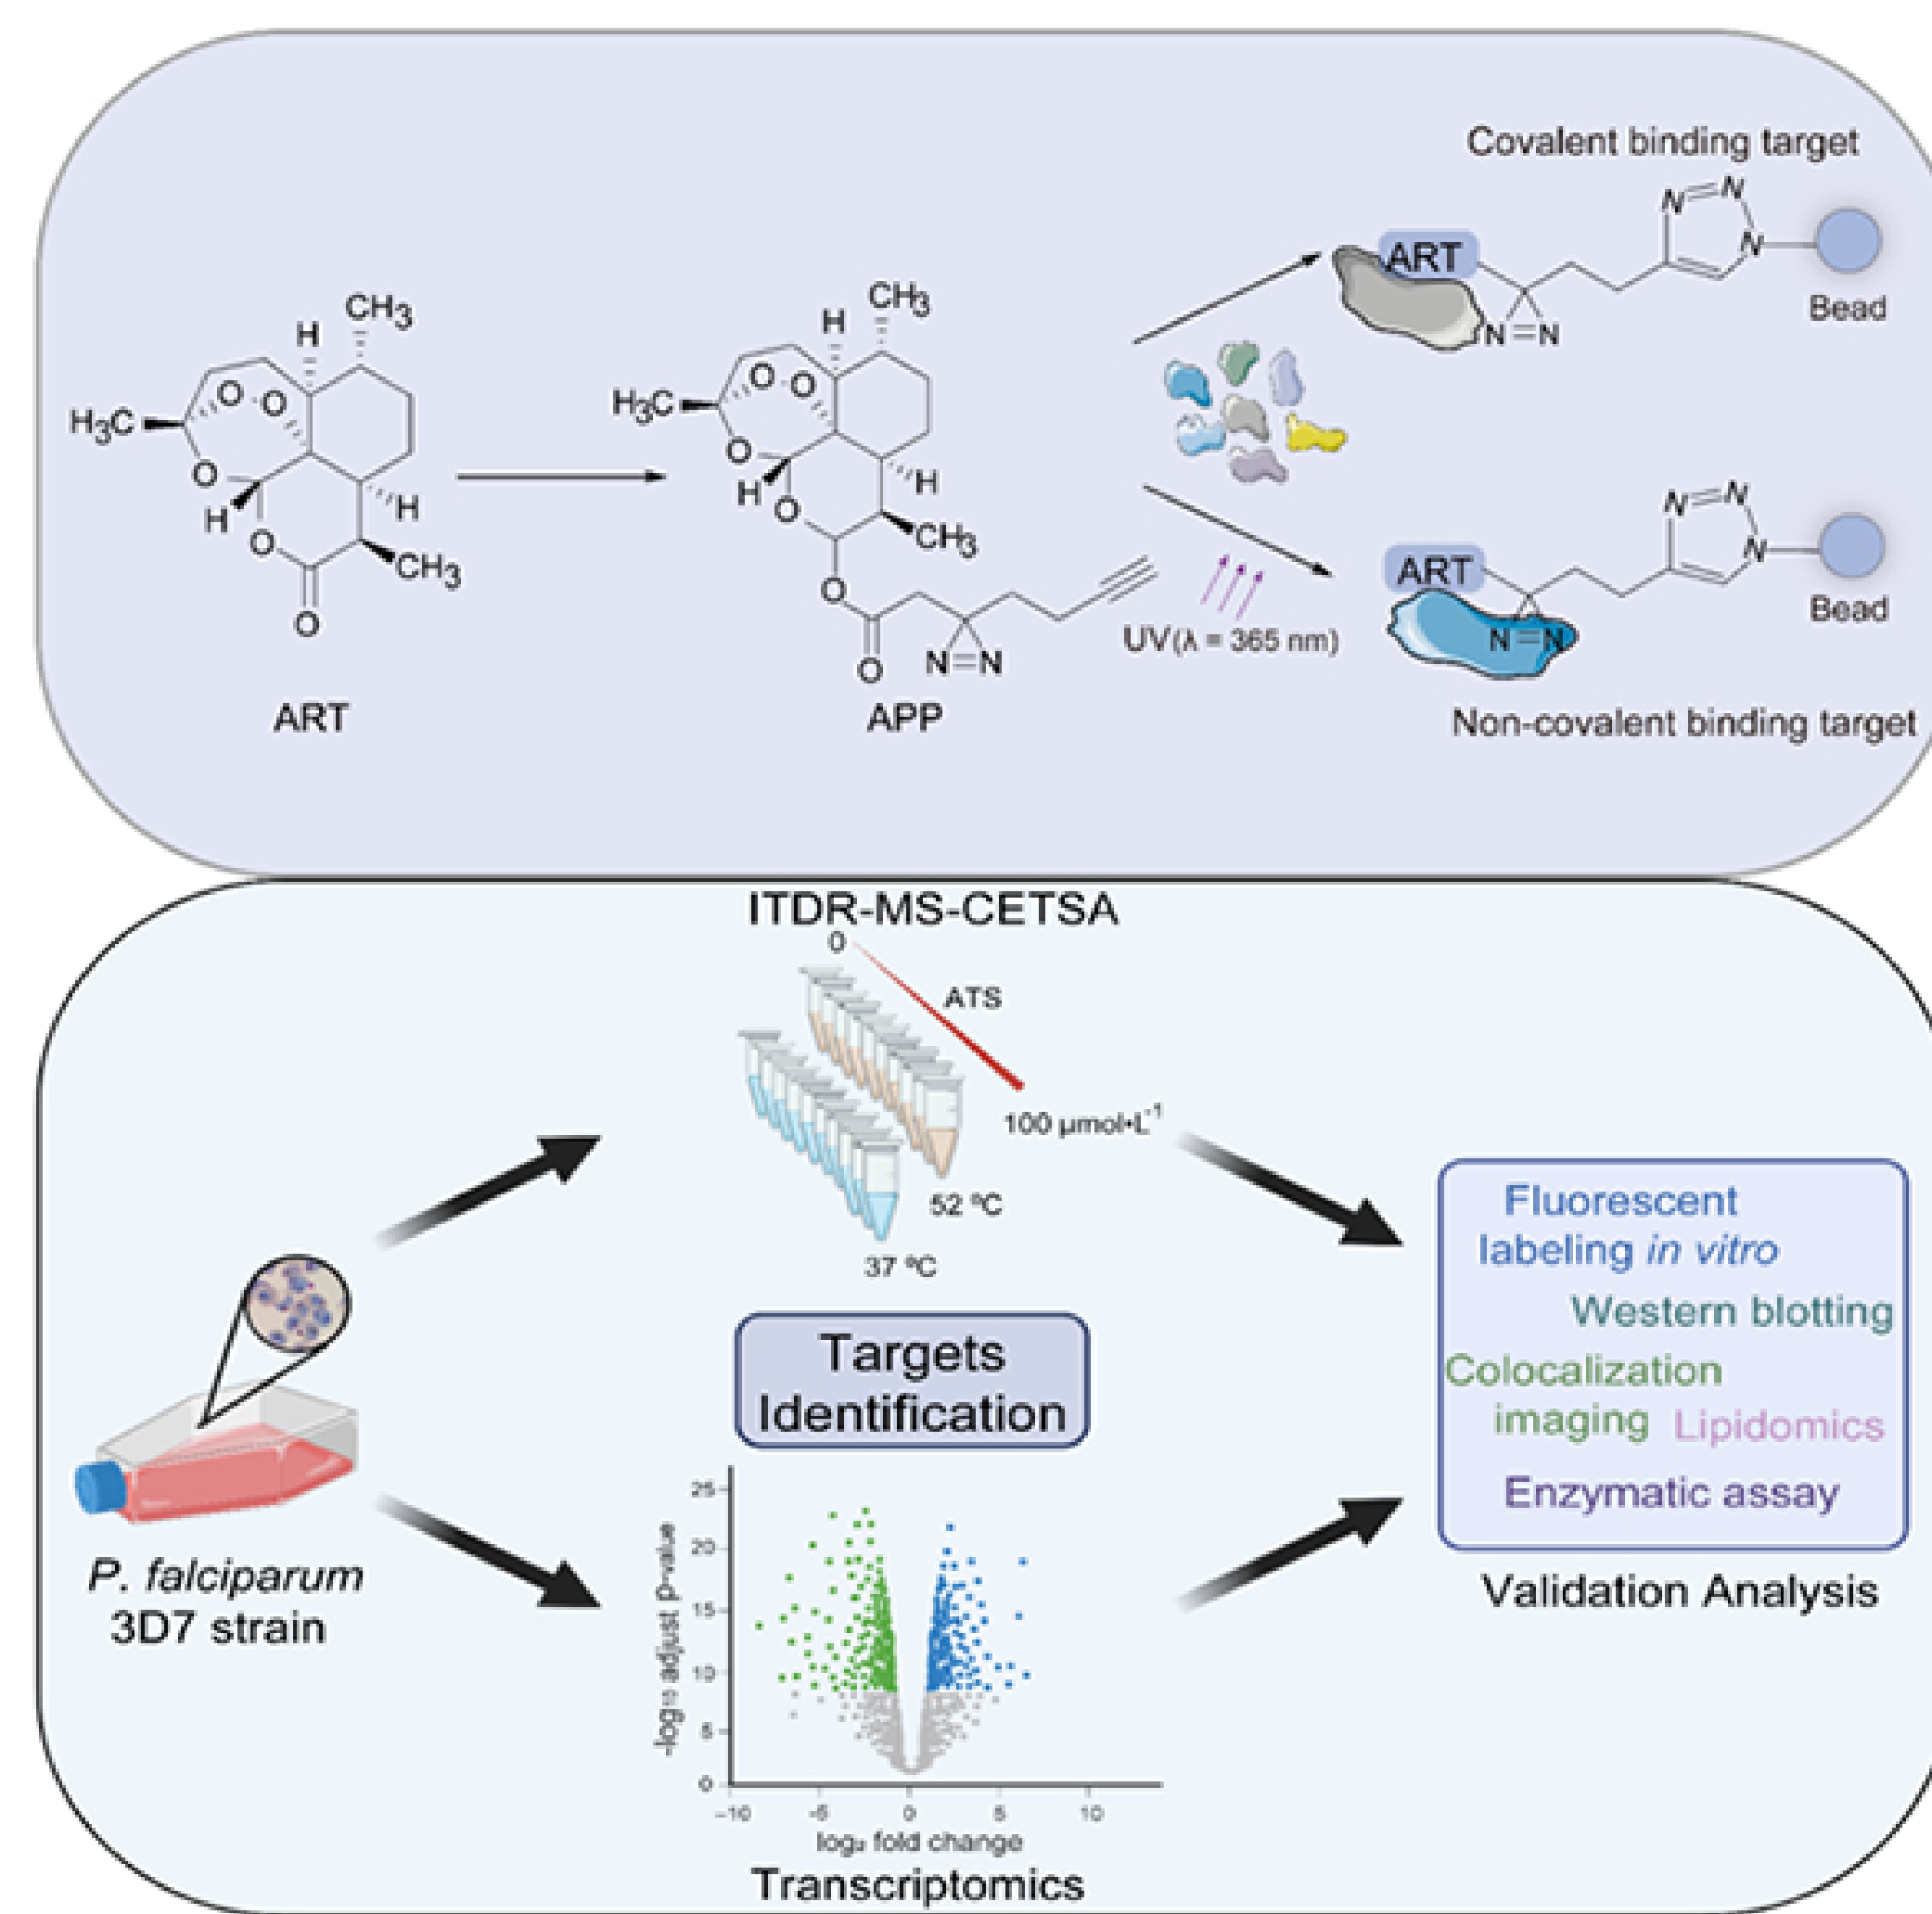 Covalent binding target
N=N
N
ART
N=N
Bead
CH3
H
O
O
H3C
O
H
H
O
CH3
O
ART
CH3
H
O
O
H3C
O
H
H
O
CH3
O
O
N=N
APP
UV(λ = 365 nm)
N=N
N
ART
N=N
Bead
Non-covalent binding target
ITDR-MS-CETSA
0
ATS
100 μmol•L-1
52 ºC
37 ºC
Targets
Identification
P. falciparum
3D7 strain
-log10 adjust p-value
25
20
15
10
5
0
-10
-5
0
5
10
log2 fold change
Transcriptomics
Fluorescent
labeling in vitro
Western blotting
Colocalization
imaging
Lipidomics
Enzymatic assay
Validation Analysis